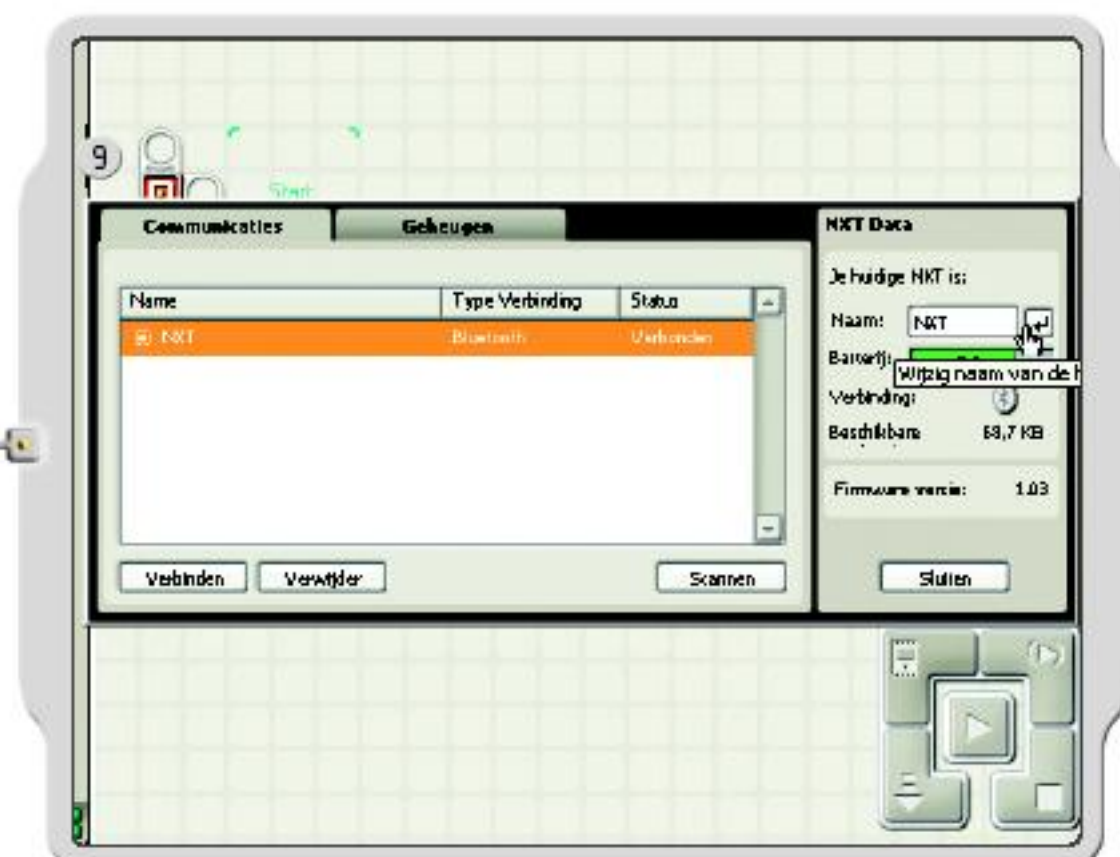 9
Start
Communicaties Geheugen
Name Type Verbinding Status
NXT Bluetooth Verbonden
Verbinden Verwijder Scannen
NXT Data
Je huidige NXT is:
Naam: NXT
Batterij:
Wijzig naam van de
Verbinding:
Beschikbare 68,7 KB
Firmware versie: 1.03
Sluiten